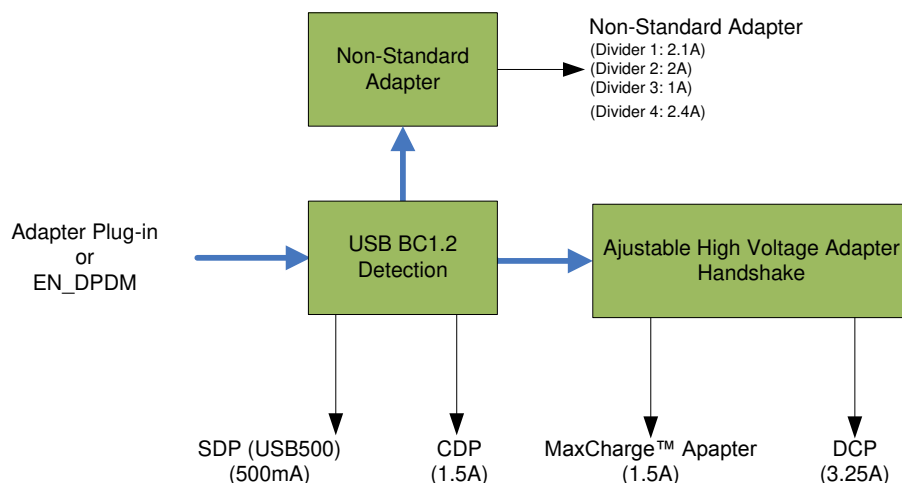 Non-Standard
Adapter
Non-Standard Adapter
(Divider 1: 2.1A)
(Divider 2: 2A)
(Divider 3: 1A)
(Divider 4: 2.4A)
Adapter Plug-in
or
EN_DPDM
USB BC1.2
Detection
Ajustable High Voltage Adapter
Handshake
SDP (USB500)
(500mA)
CDP
(1.5A)
MaxCharge™ Apapter
(1.5A)
DCP
(3.25A)